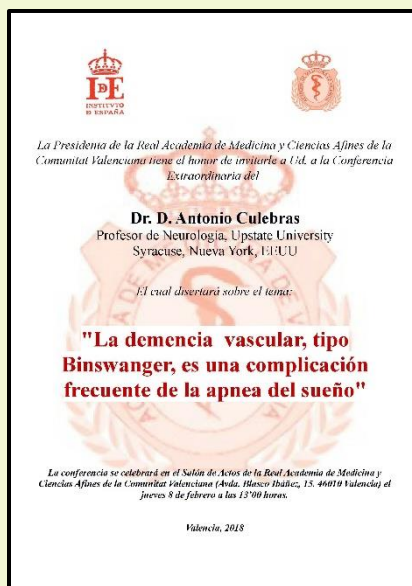 IDE
INSTITVTO
D ESPAÑA
La Presidenta de la Real Academia de Medicina y Ciencias Afines de la
Comunitat Valenciana tiene el honor de invitarle a Ud. a la Conferencia
Extraordinaria del
Dr. D. Antonio Culebras
Profesor de Neurología, Upstate University
Syracuse, Nueva York, EEUU
El cual disertará sobre el tema:
"La demencia vascular, tipo
Binswanger, es una complicación
frecuente de la apnea del sueño"
La conferencia se celebrará en el Salón de Actos de la Real Academia de Medicina y
Ciencias Afines de la Comunitat Valenciana (Avda. Blasco Ibáñez, 15. 46010 Valencia) el
jueves 8 de febrero a las 13'00 horas.
Valencia, 2018